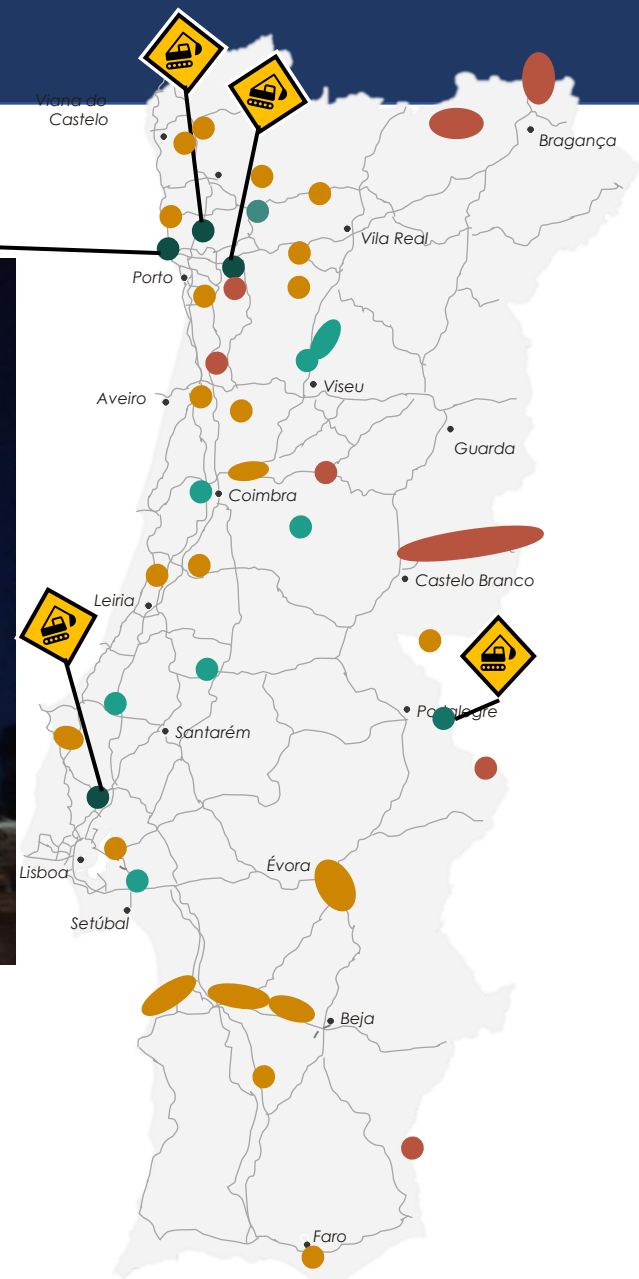 Viana do
Castelo
Bragança
Vila Real
Porto
Viseu
Aveiro
Guarda
Coimbra
Castelo Branco
Leiria
Portalegre
Santarém
Évora
Lisboa
Setúbal
Beja
Faro